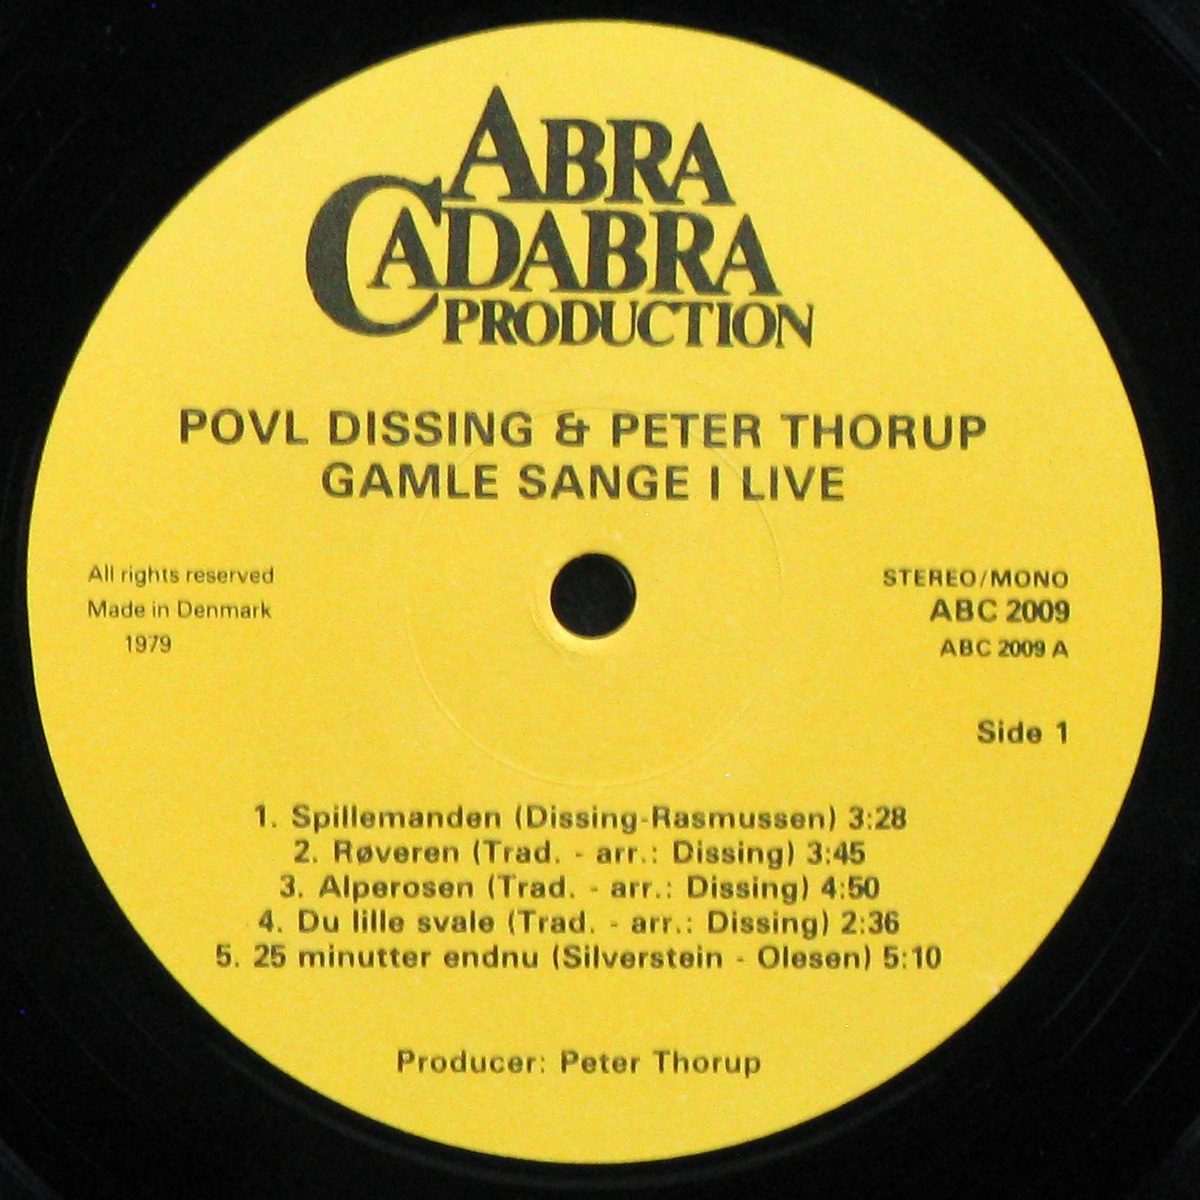 ABRA
CADABRA
PRODUCTION
POVL DISSING & PETER THORUP
GAMLE SANGE I LIVE
All rights reserved
Made in Denmark
1979
STEREO/MONO
ABC 2009
ABC 2009 A
Side 1
1. Spillemanden (Dissing-Rasmussen) 3:28
2. Røveren (Trad. - arr.: Dissing) 3:45
3. Alperosen (Trad. - arr.: Dissing) 4:50
4. Du lille svale (Trad. - arr.: Dissing) 2:36
5. 25 minutter endnu (Silverstein - Olesen) 5:10
Producer: Peter Thorup